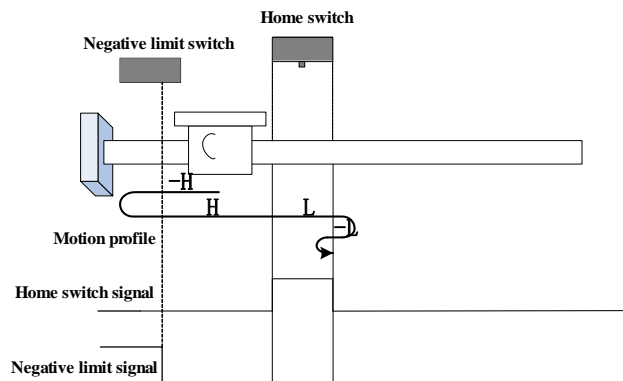 Home switch
Negative limit switch
-H
H
L
-L
Motion profile
Home switch signal
Negative limit signal